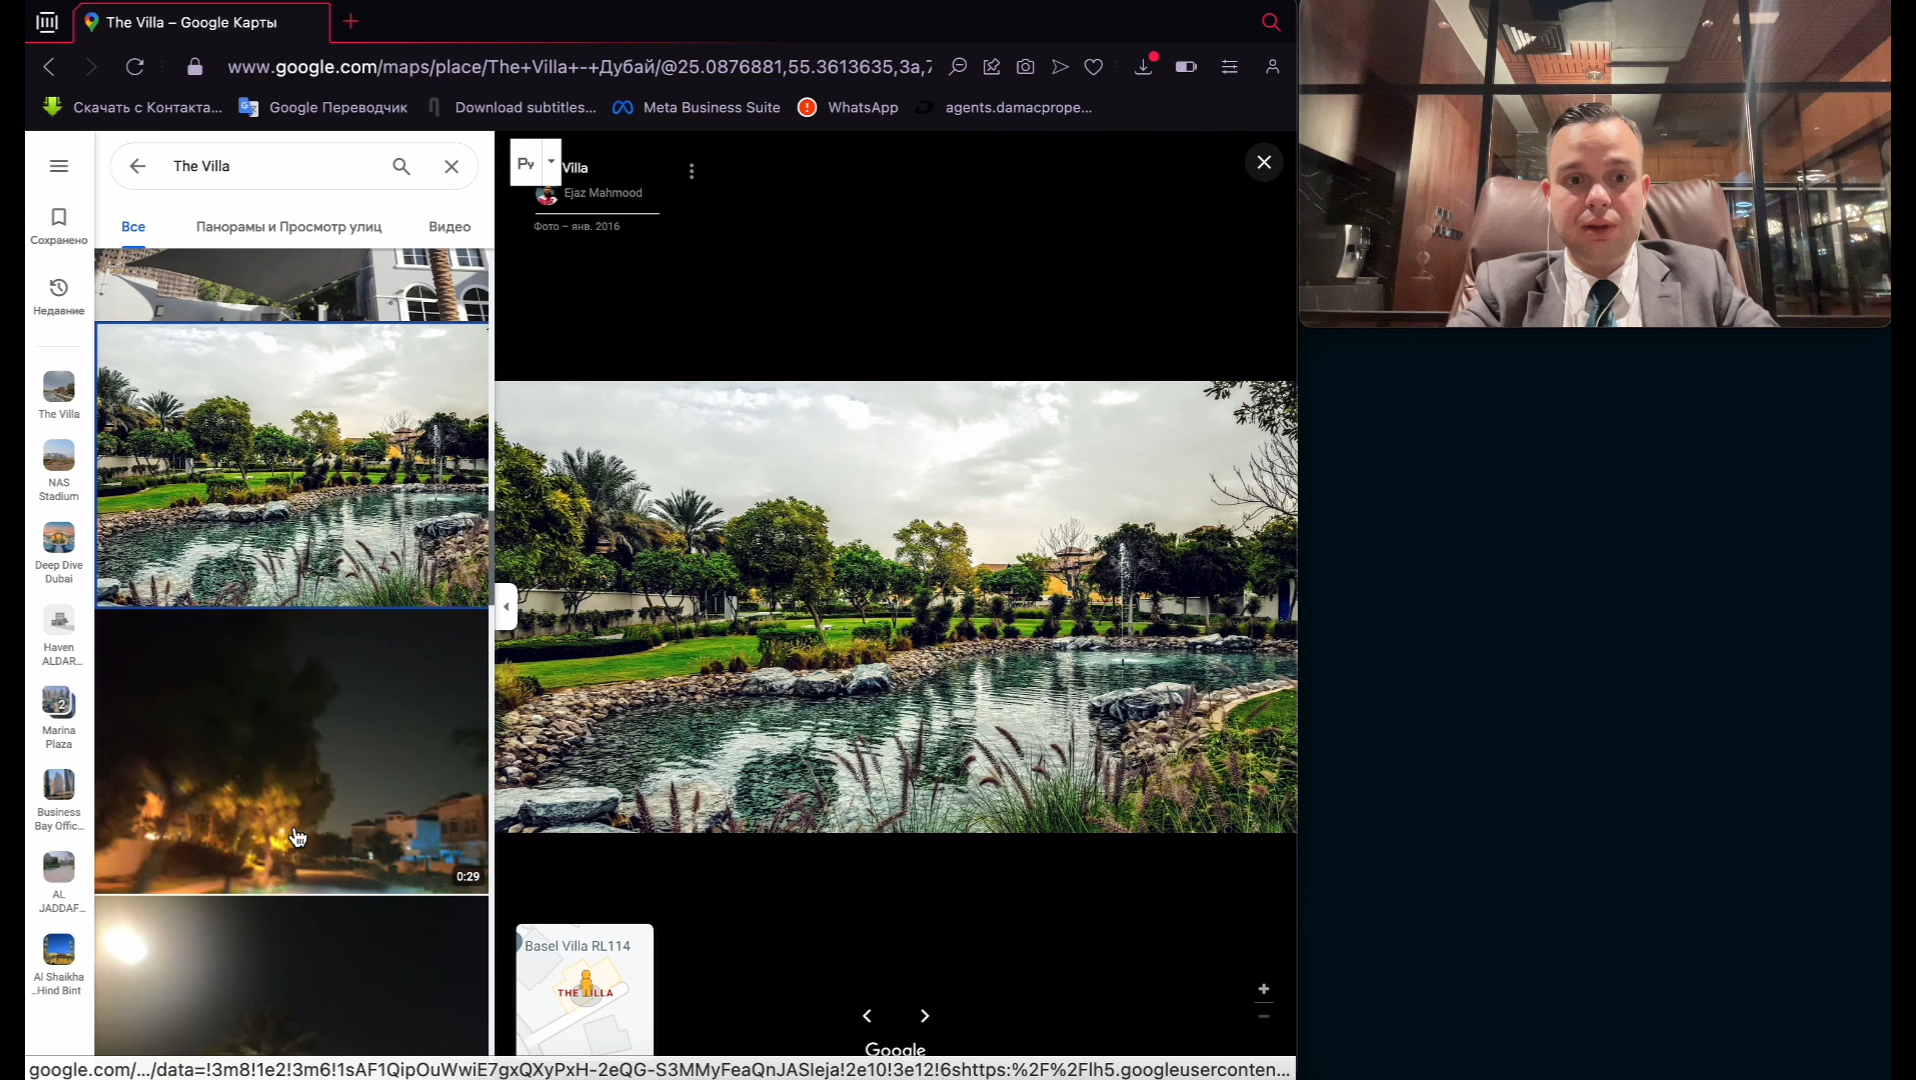 The Villa – Google Карты
www.google.com/maps/place/The+Villa+-+Дубай/@25.0876881,55.3613635,3a,7
Скачать с Контакта...
Google Переводчик
Download subtitles...
Meta Business Suite
WhatsApp
agents.damacprope...
The Villa
Все
Панорамы и Просмотр улиц
Видео
Сохранено
Недавние
The Villa
NAS
Stadium
Deep Dive
Dubai
Haven
ALDAR...
2
Marina
Plaza
Business
Bay Offic...
AL
JADDAF...
Al Shaikha
...Hind Bint
0:29
Villa
Ejaz Mahmood
Фото – янв. 2016
Basel Villa RL114
THE VILLA
Google
google.com/.../data=!3m8!1e2!3m6!1sAF1QipOuWwiE7gxQXyPxH-2eQG-S3MMyFeaQnJASleja!2e10!3e12!6shttps:%2F%2Flh5.googleuserconten...